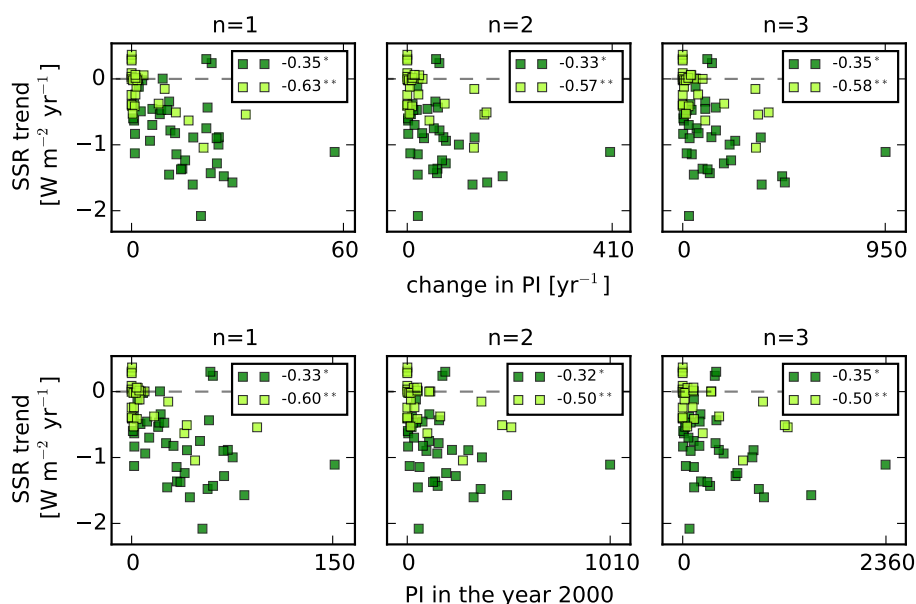 n=1 n=2 n=3
SSR trend
[W m⁻² yr⁻¹]
0
−1
−2
-0.35*
-0.63**
-0.33*
-0.57**
-0.35*
-0.58**
0 60 0 410 0 950
change in PI [yr⁻¹]
n=1 n=2 n=3
SSR trend
[W m⁻² yr⁻¹]
0
−1
−2
-0.33*
-0.60**
-0.32*
-0.50**
-0.35*
-0.50**
0 150 0 1010 0 2360
PI in the year 2000